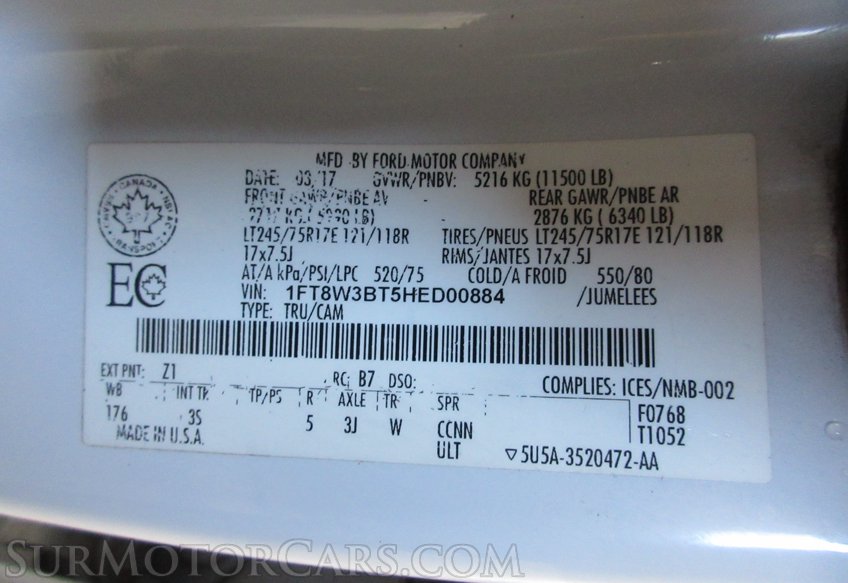 MFD. BY FORD MOTOR COMPANY
DATE: 03/17 GVWR/PNBV: 5216 KG (11500 LB)
FRONT GAWR/PNBE AV REAR GAWR/PNBE AR
KG ( LB) 2876 KG ( 6340 LB)
LT245/75R17E 121/118R TIRES/PNEUS LT245/75R17E 121/118R
17x7.5J RIMS/JANTES 17x7.5J
AT/A kPa/PSI/LPC 520/75 COLD/A FROID 550/80
VIN: 1FT8W3BT5HED00884 /JUMELEES
TYPE: TRU/CAM
CANADA
TRANSPORT
EC
EXT PNT: Z1 RC: B7 DSO:
WB INT TR TP/PS R AXLE TR SPR
COMPLIES: ICES/NMB-002
176 3S 5 3J W CCNN
F0768
T1052
MADE IN U.S.A. ULT ▽5U5A-3520472-AA
SurMotorCars.com